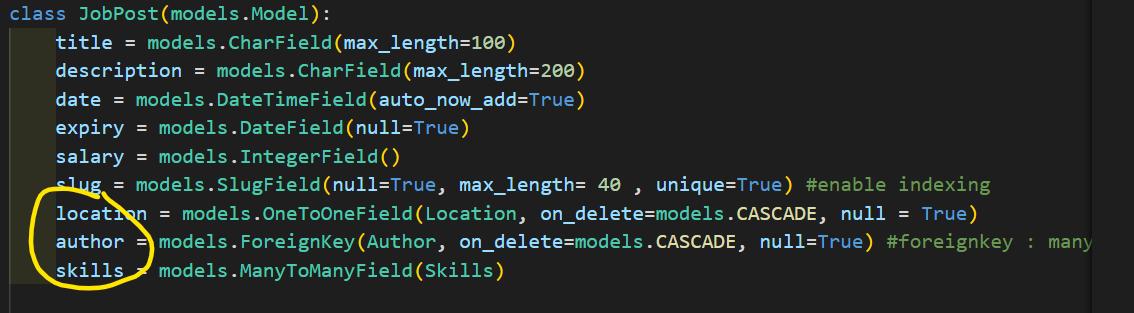 class JobPost(models.Model):
    title = models.CharField(max_length=100)
    description = models.CharField(max_length=200)
    date = models.DateTimeField(auto_now_add=True)
    expiry = models.DateField(null=True)
    salary = models.IntegerField()
    slug = models.SlugField(null=True, max_length= 40 , unique=True) #enable indexing
    location = models.OneToOneField(Location, on_delete=models.CASCADE, null = True)
    author = models.ForeignKey(Author, on_delete=models.CASCADE, null=True) #foreignkey : many
    skills = models.ManyToManyField(Skills)